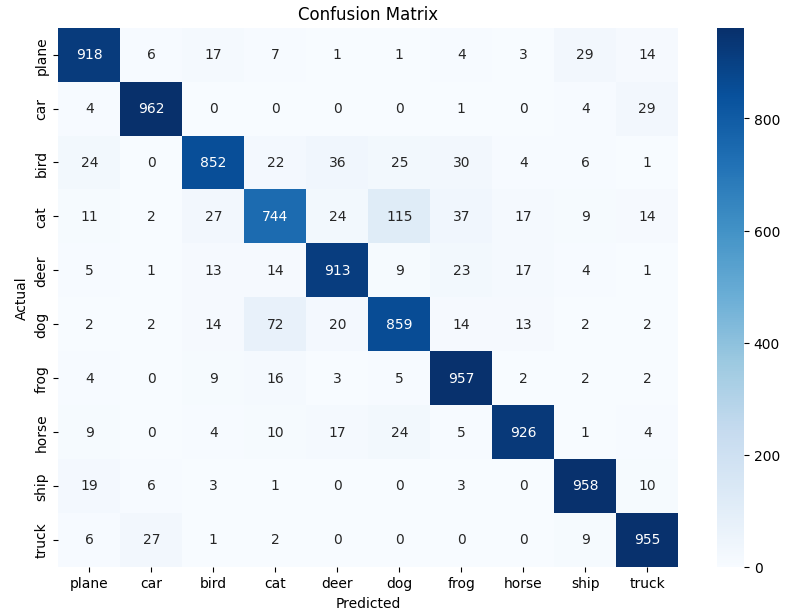 Confusion Matrix
plane 918 6 17 7 1 1 4 3 29 14
car 4 962 0 0 0 0 1 0 4 29
bird 24 0 852 22 36 25 30 4 6 1
cat 11 2 27 744 24 115 37 17 9 14
deer 5 1 13 14 913 9 23 17 4 1
dog 2 2 14 72 20 859 14 13 2 2
frog 4 0 9 16 3 5 957 2 2 2
horse 9 0 4 10 17 24 5 926 1 4
ship 19 6 3 1 0 0 3 0 958 10
truck 6 27 1 2 0 0 0 0 9 955
plane car bird cat deer dog frog horse ship truck
Predicted
Actual
800
600
400
200
0